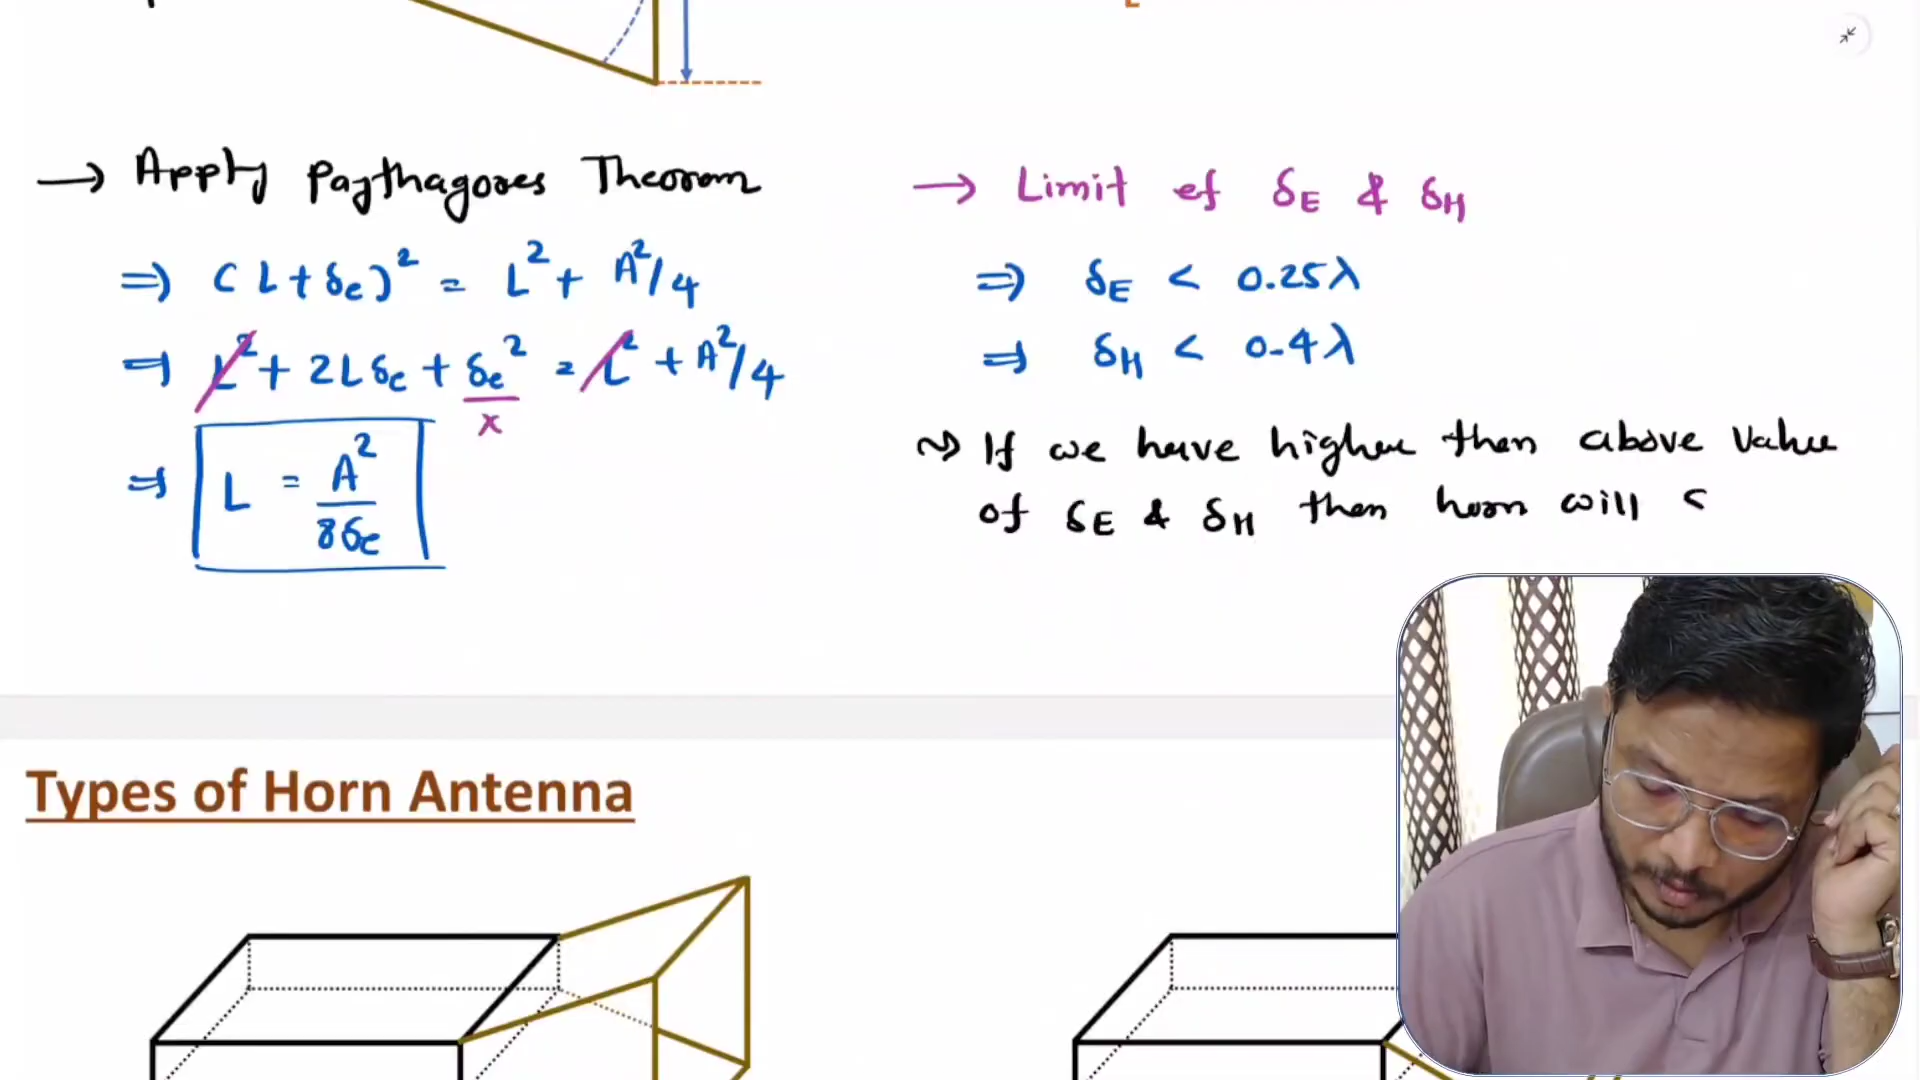 → Apply Paythagores Theorem
⇒ (L+δe)² = L² + A²/4
⇒ L² + 2Lδe + δe² = L² + A²/4
x
⇒ L = A²/8δe
→ Limit of δE & δH
⇒ δE < 0.25λ
⇒ δH < 0.4λ
~> If we have higher then above value
of δE & δH then horn will
Types of Horn Antenna